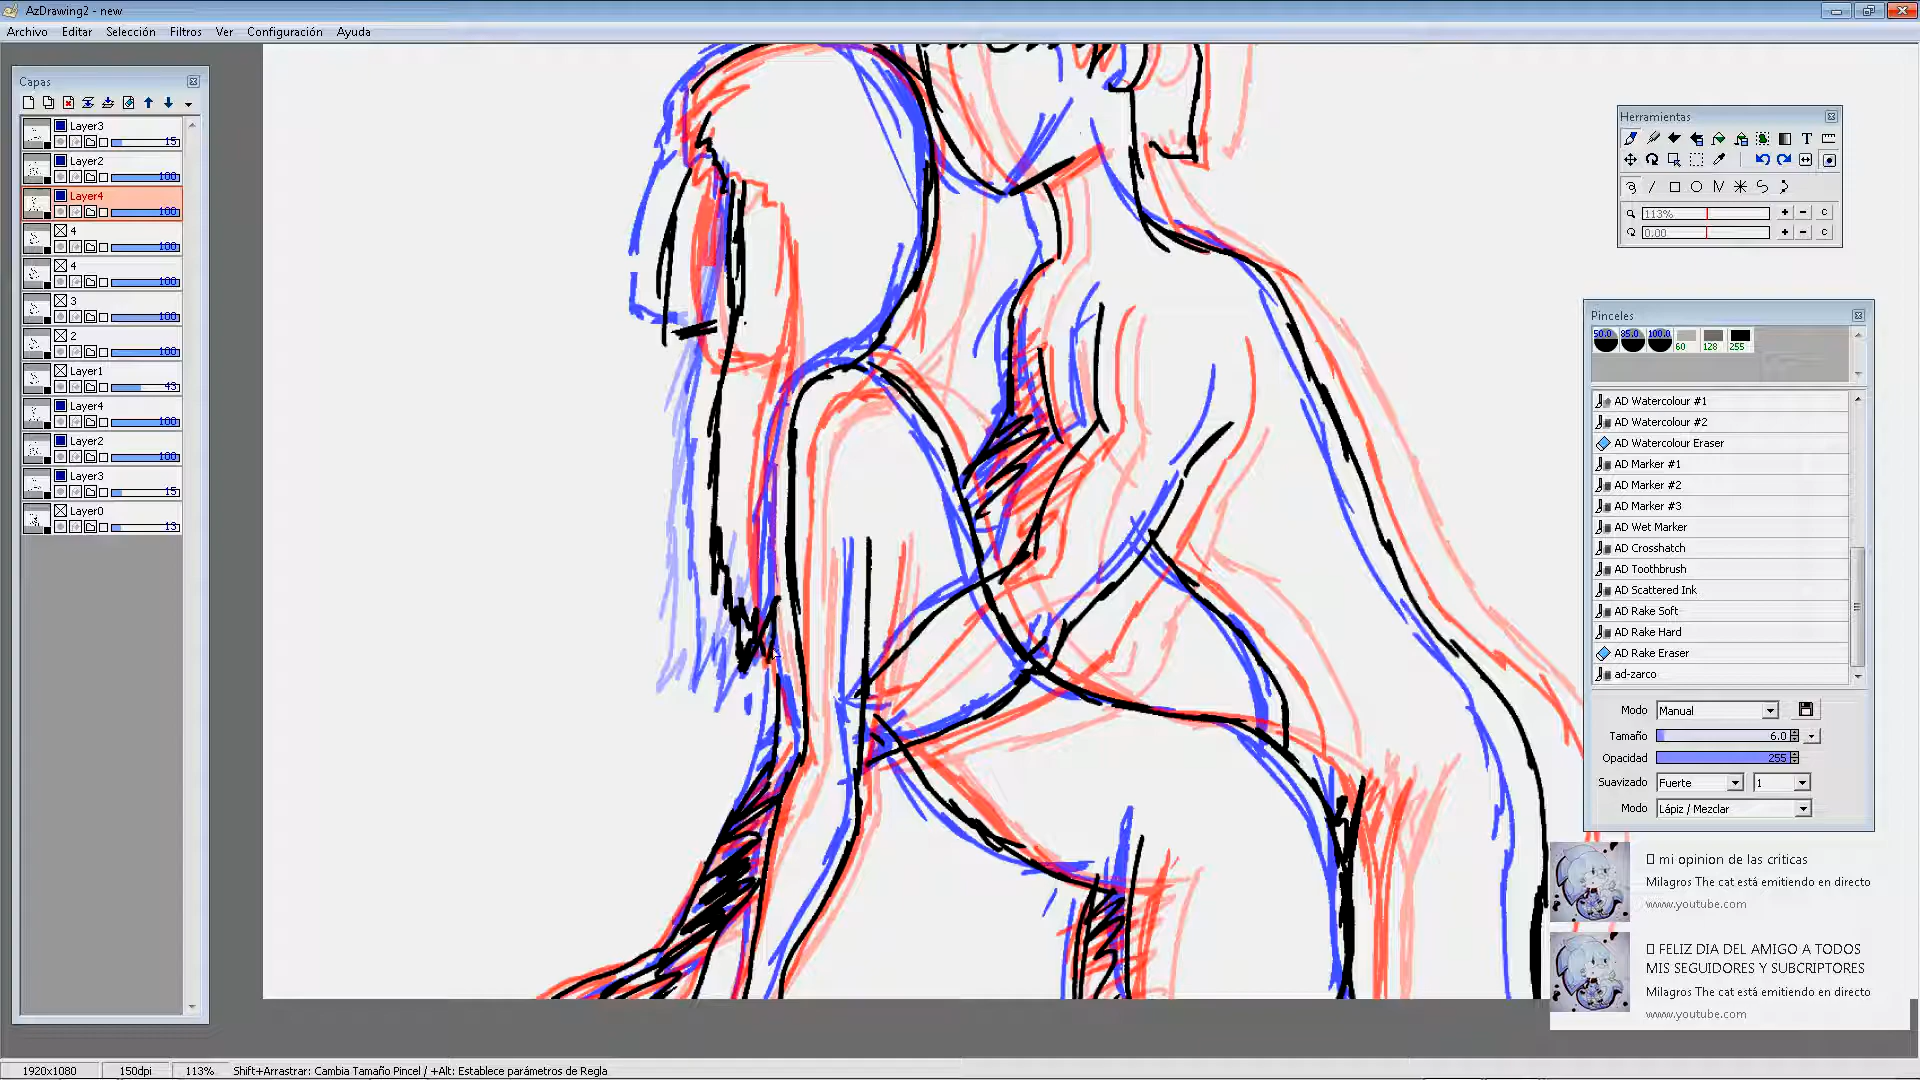 AzDrawing2 - new
Archivo Editar Selección Filtros Ver Configuración Ayuda
Capas
Layer3
15
Layer2
100
Layer4
100
4
100
4
100
3
100
2
100
Layer1
43
Layer4
100
Layer2
100
Layer3
15
Layer0
13
Herramientas
T
113% + - C
0.00 + - C
Pinceles
50.0 85.0 100.0 60 128 255
AD Watercolour #1
AD Watercolour #2
AD Watercolour Eraser
AD Marker #1
AD Marker #2
AD Marker #3
AD Wet Marker
AD Crosshatch
AD Toothbrush
AD Scattered Ink
AD Rake Soft
AD Rake Hard
AD Rake Eraser
ad-zarco
Modo Manual
Tamaño 6.0
Opacidad 255
Suavizado Fuerte 1
Modo Lápiz / Mezclar
mi opinion de las criticas
Milagros The cat está emitiendo en directo
www.youtube.com
FELIZ DIA DEL AMIGO A TODOS
MIS SEGUIDORES Y SUBCRIPTORES
Milagros The cat está emitiendo en directo
www.youtube.com
1920x1080 150dpi 113% Shift+Arrastrar: Cambia Tamaño Pincel / +Alt: Establece parámetros de Regla